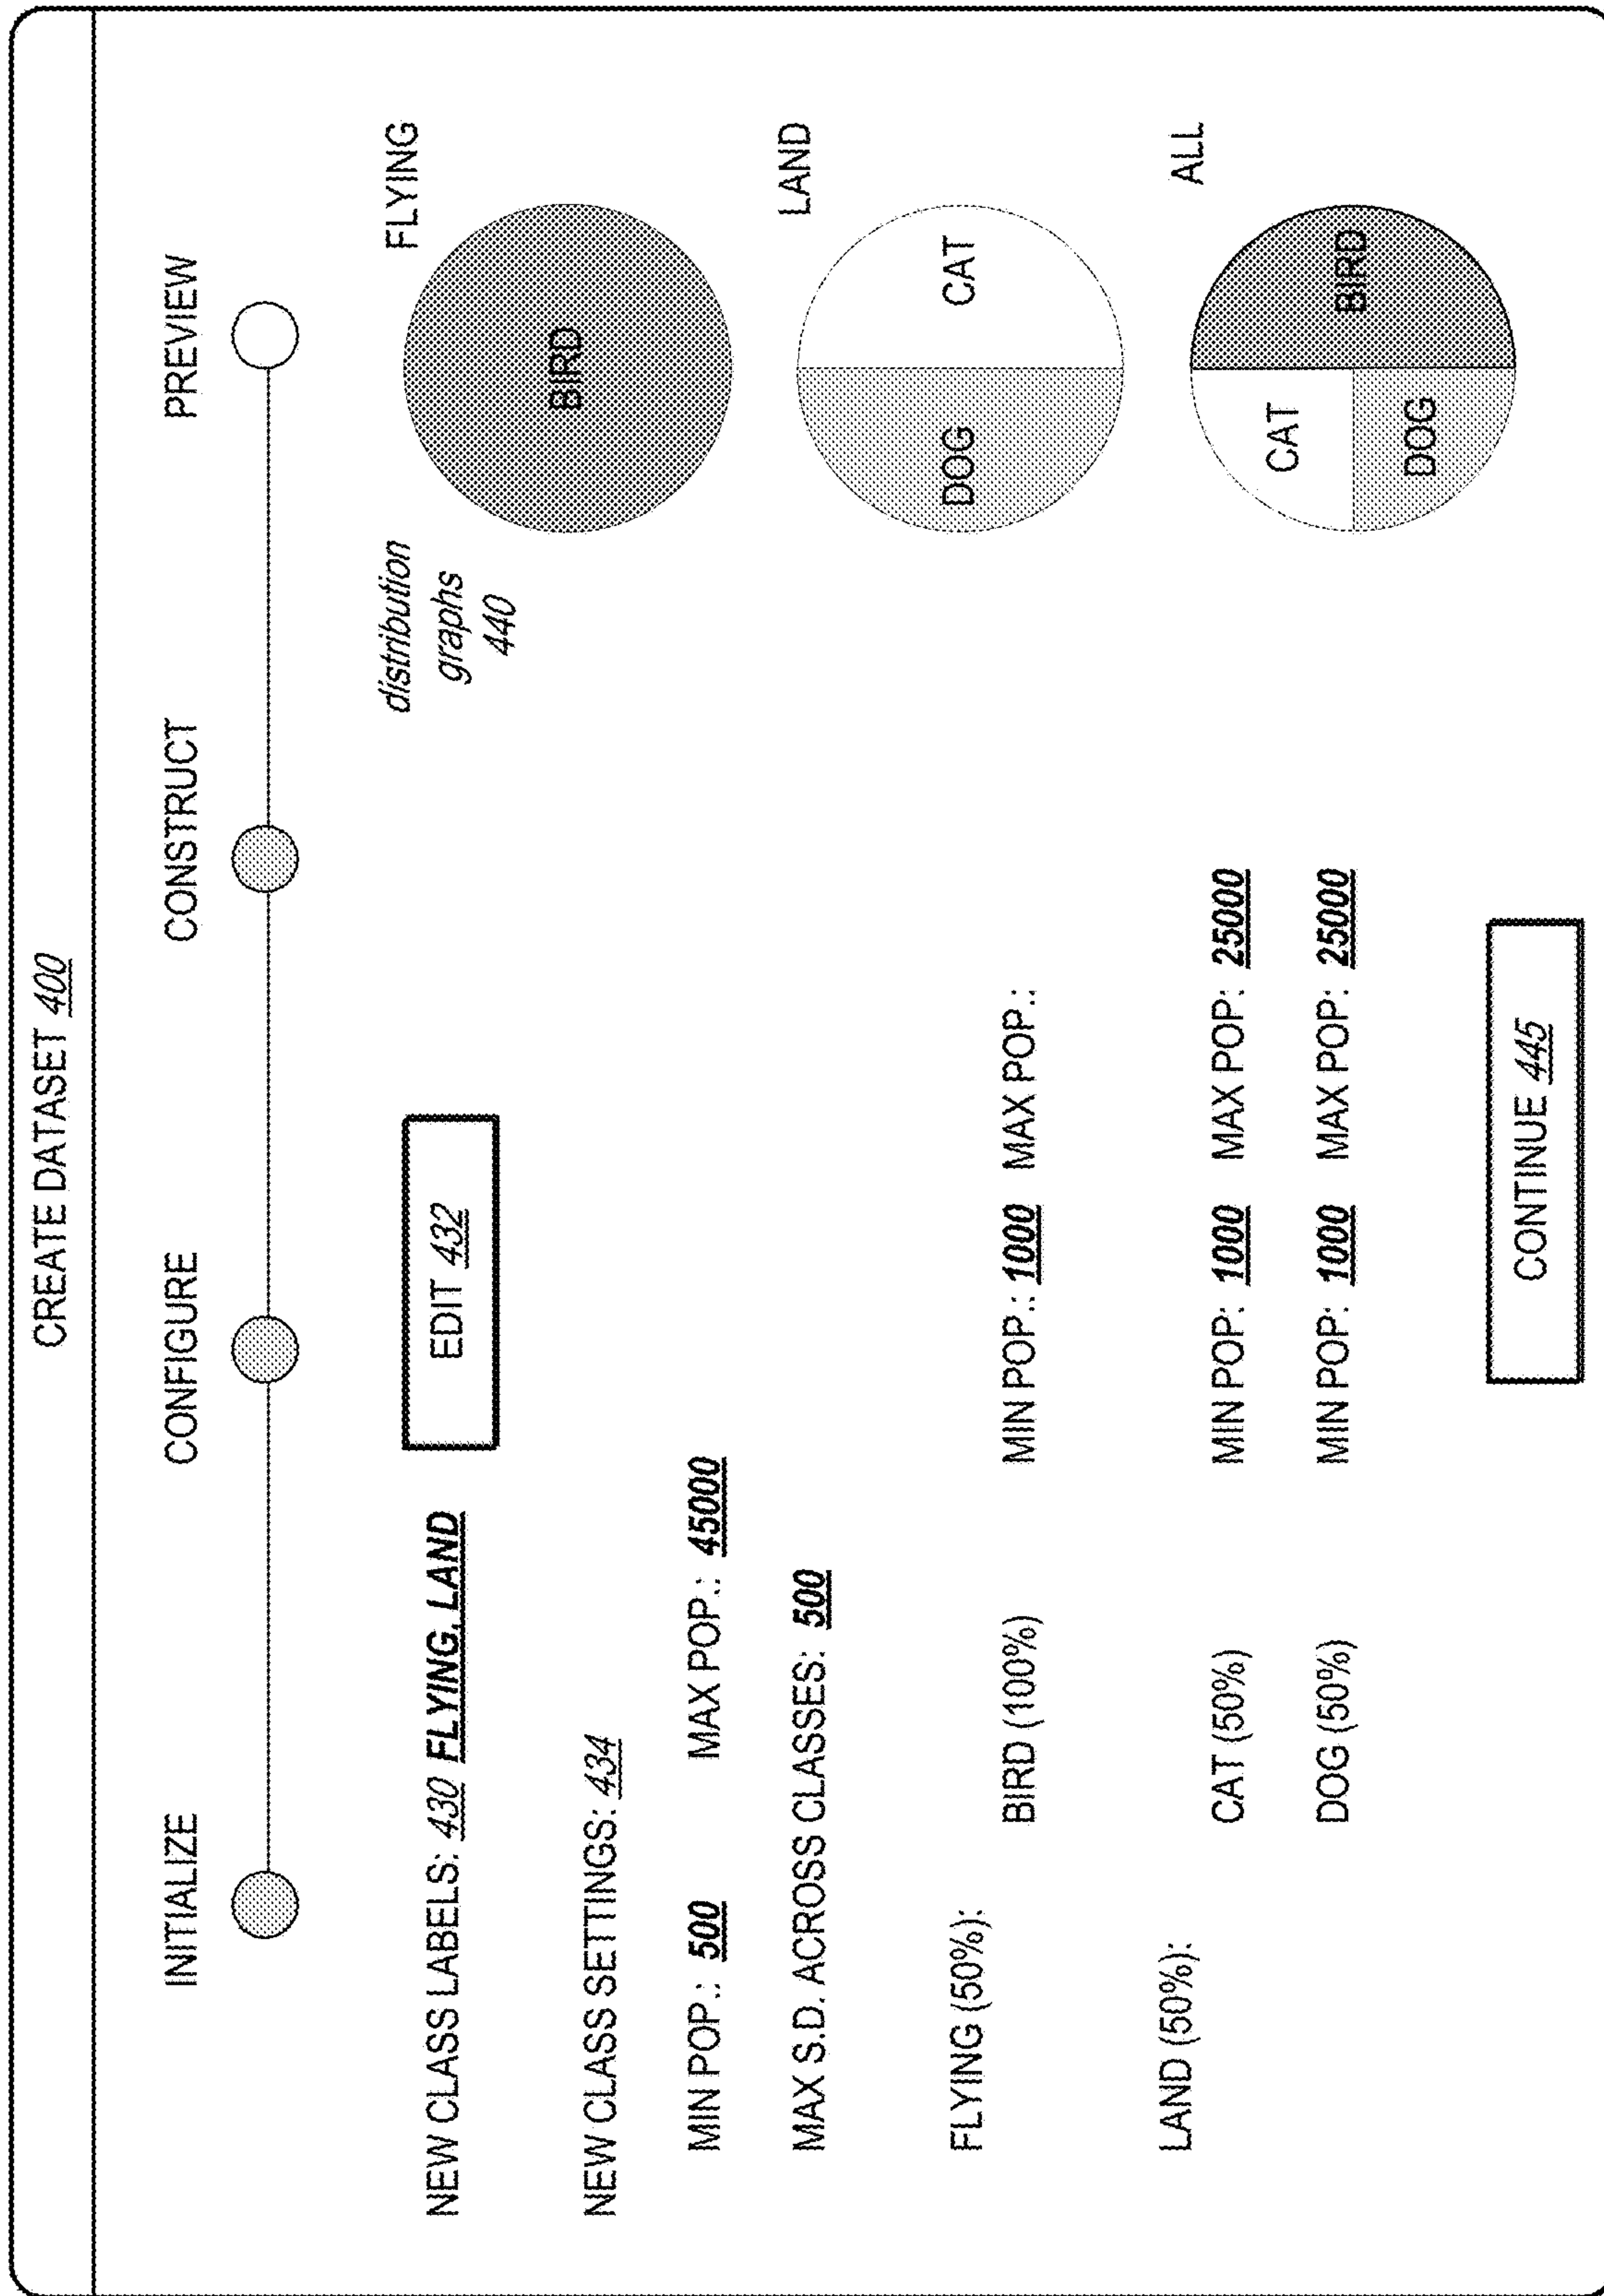 CREATE DATASET 400
INITIALIZE CONFIGURE CONSTRUCT PREVIEW
NEW CLASS LABELS: 430 FLYING, LAND
EDIT 432
NEW CLASS SETTINGS: 434
MIN POP.: 500 MAX POP.: 45000
MAX S.D. ACROSS CLASSES: 500
FLYING (50%):
BIRD (100%) MIN POP.: 1000 MAX POP.:
LAND (50%):
CAT (50%) MIN POP: 1000 MAX POP: 25000
DOG (50%) MIN POP: 1000 MAX POP: 25000
CONTINUE 445
distribution
graphs
440
FLYING
BIRD
LAND
DOG CAT
ALL
CAT BIRD
DOG